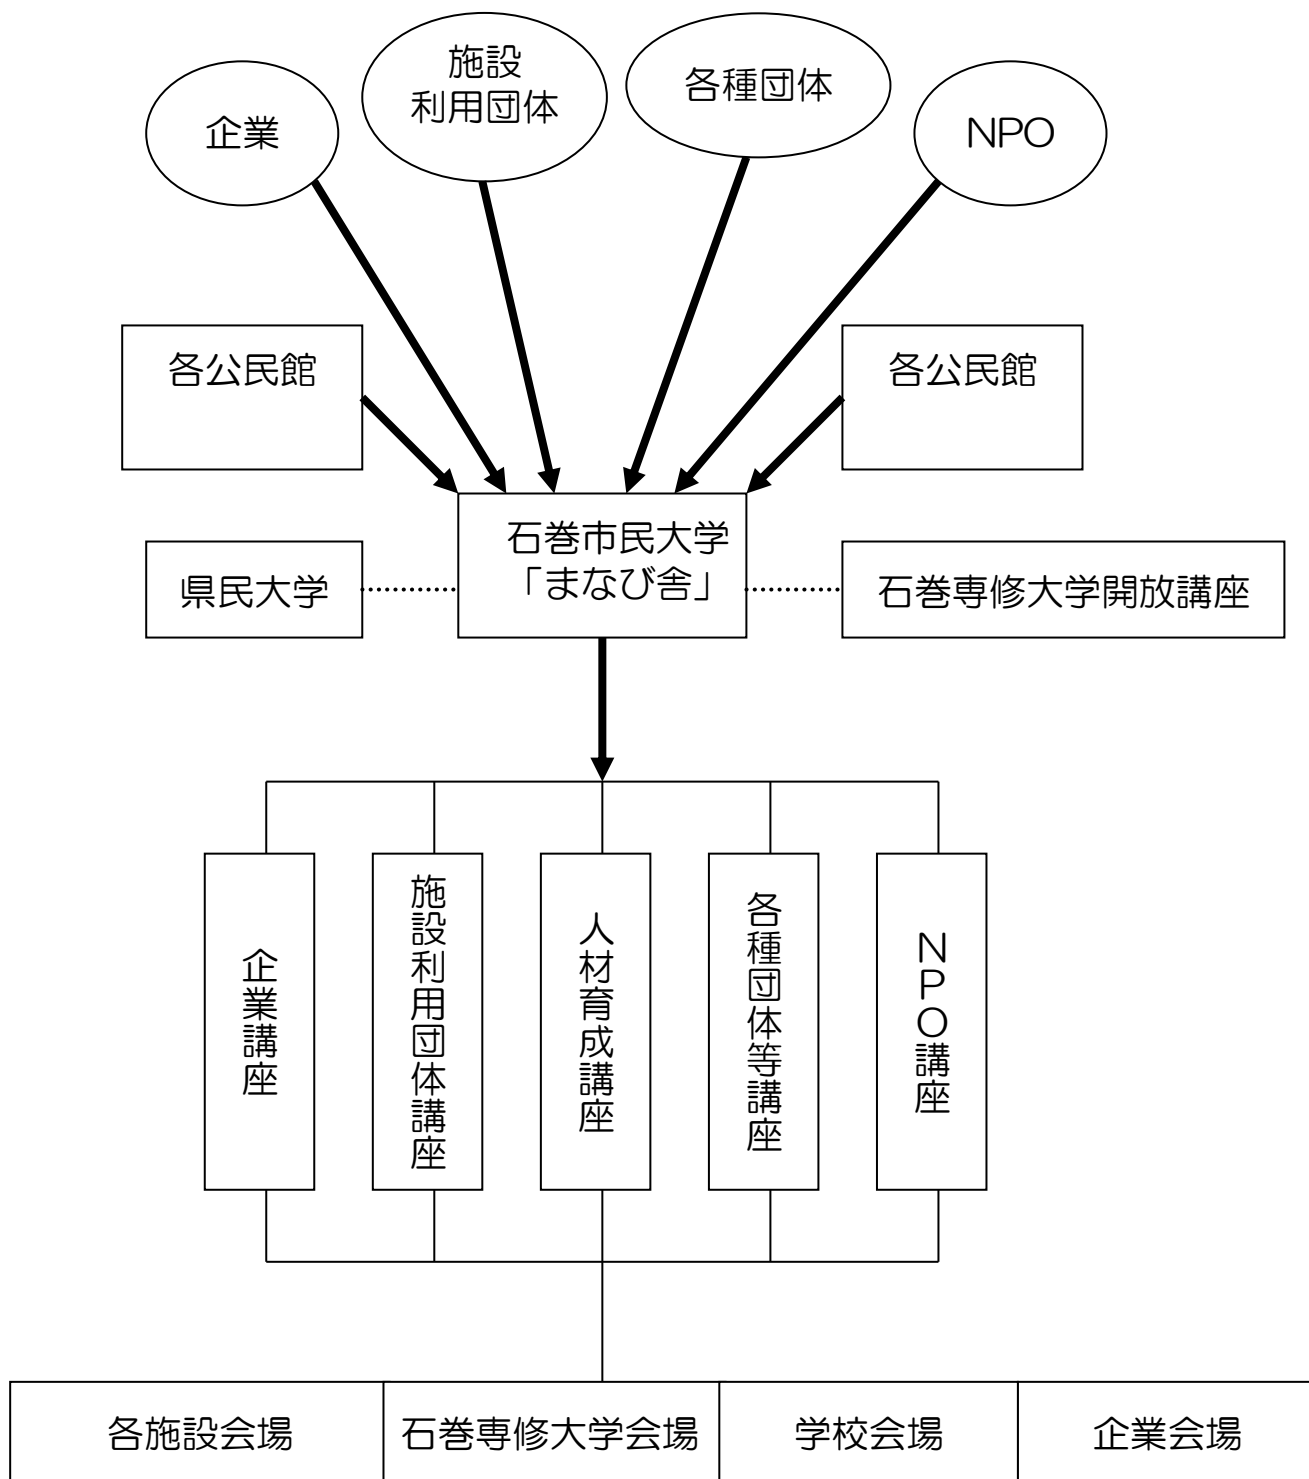 企業
施設
利用団体
各種団体
NPO
各公民館
各公民館
石巻市民大学
「まなび舎」
県民大学
石巻専修大学開放講座
企業講座
施設利用団体講座
人材育成講座
各種団体等講座
NPO講座
各施設会場
石巻専修大学会場
学校会場
企業会場